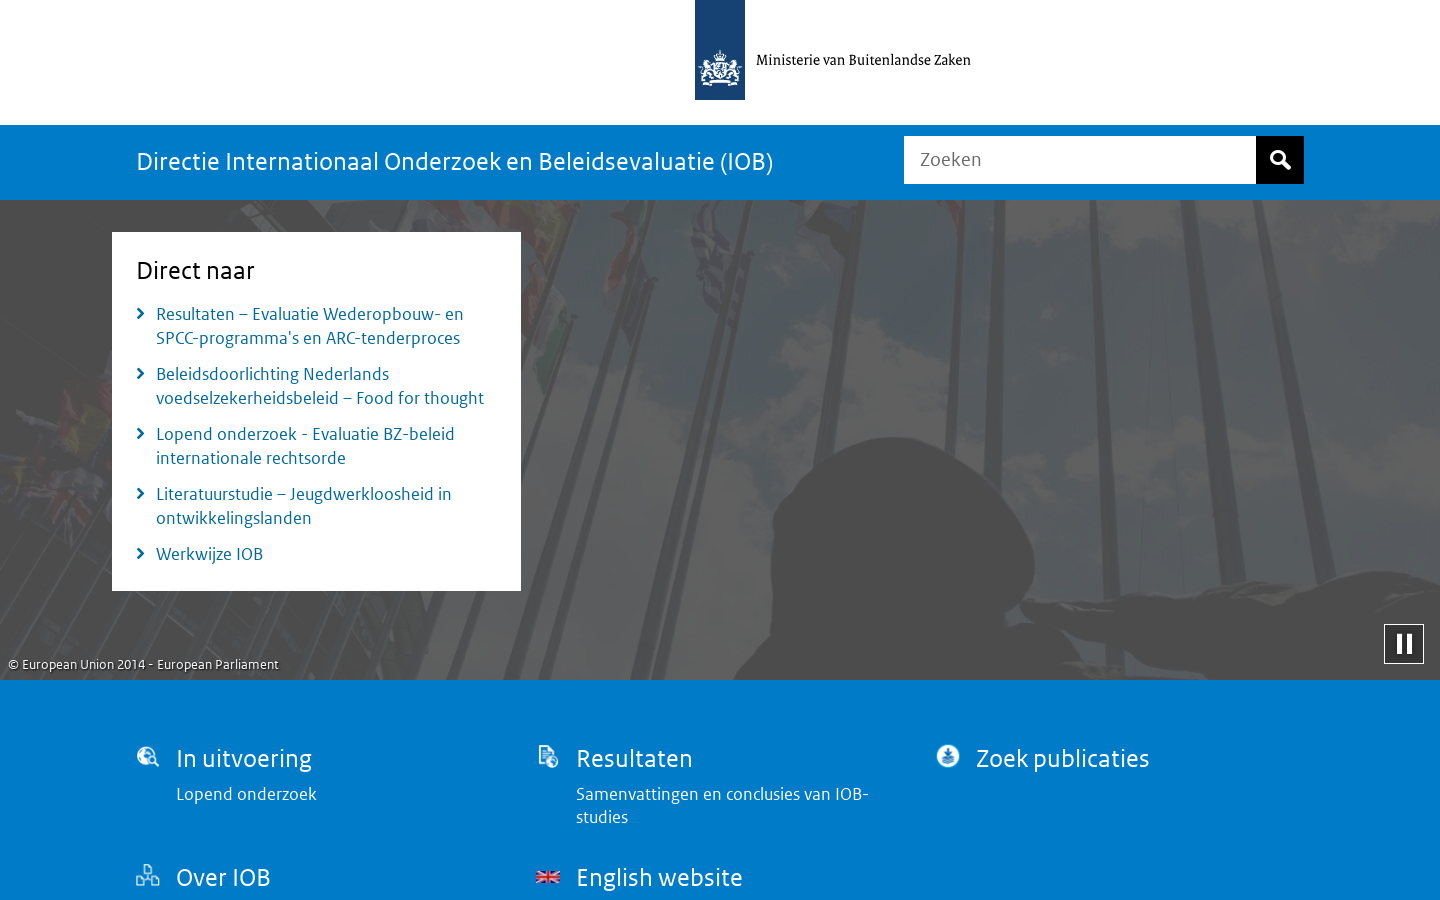 Ministerie van Buitenlandse Zaken
Directie Internationaal Onderzoek en Beleidsevaluatie (IOB)
Zoeken
Direct naar
Resultaten – Evaluatie Wederopbouw- en
SPCC-programma's en ARC-tenderproces
Beleidsdoorlichting Nederlands
voedselzekerheidsbeleid – Food for thought
Lopend onderzoek - Evaluatie BZ-beleid
internationale rechtsorde
Literatuurstudie – Jeugdwerkloosheid in
ontwikkelingslanden
Werkwijze IOB
© European Union 2014 - European Parliament
In uitvoering
Lopend onderzoek
Resultaten
Samenvattingen en conclusies van IOB-
studies
Zoek publicaties
Over IOB
English website